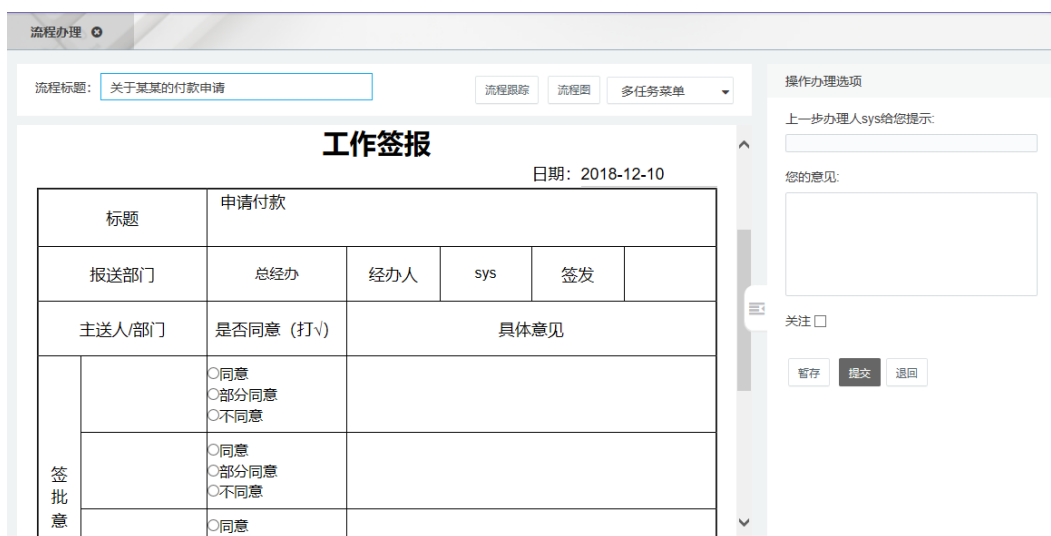 流程办理
流程标题： 关于某某的付款申请 流程跟踪 流程图 多任务菜单
工作签报
日期： 2018-12-10
标题 申请付款
报送部门 总经办 经办人 sys 签发
主送人/部门 是否同意（打√） 具体意见
同意
部分同意
不同意
同意
部分同意
不同意
同意
签
批
意
操作办理选项
上一步办理人sys给您提示:
您的意见:
关注
暂存 提交 退回